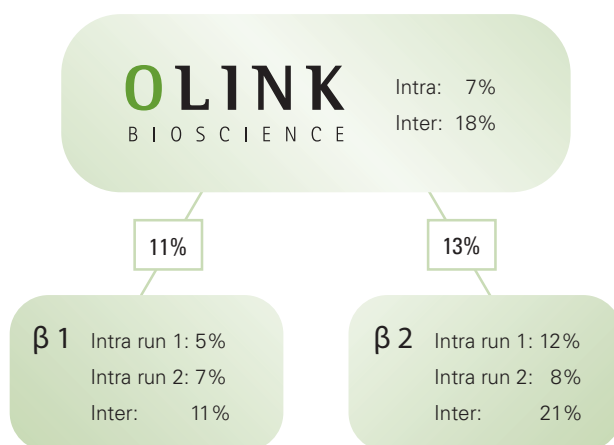 OLINK
BIOSCIENCE
Intra: 7%
Inter: 18%
11%
13%
β 1
Intra run 1: 5%
Intra run 2: 7%
Inter: 11%
β 2
Intra run 1: 12%
Intra run 2: 8%
Inter: 21%